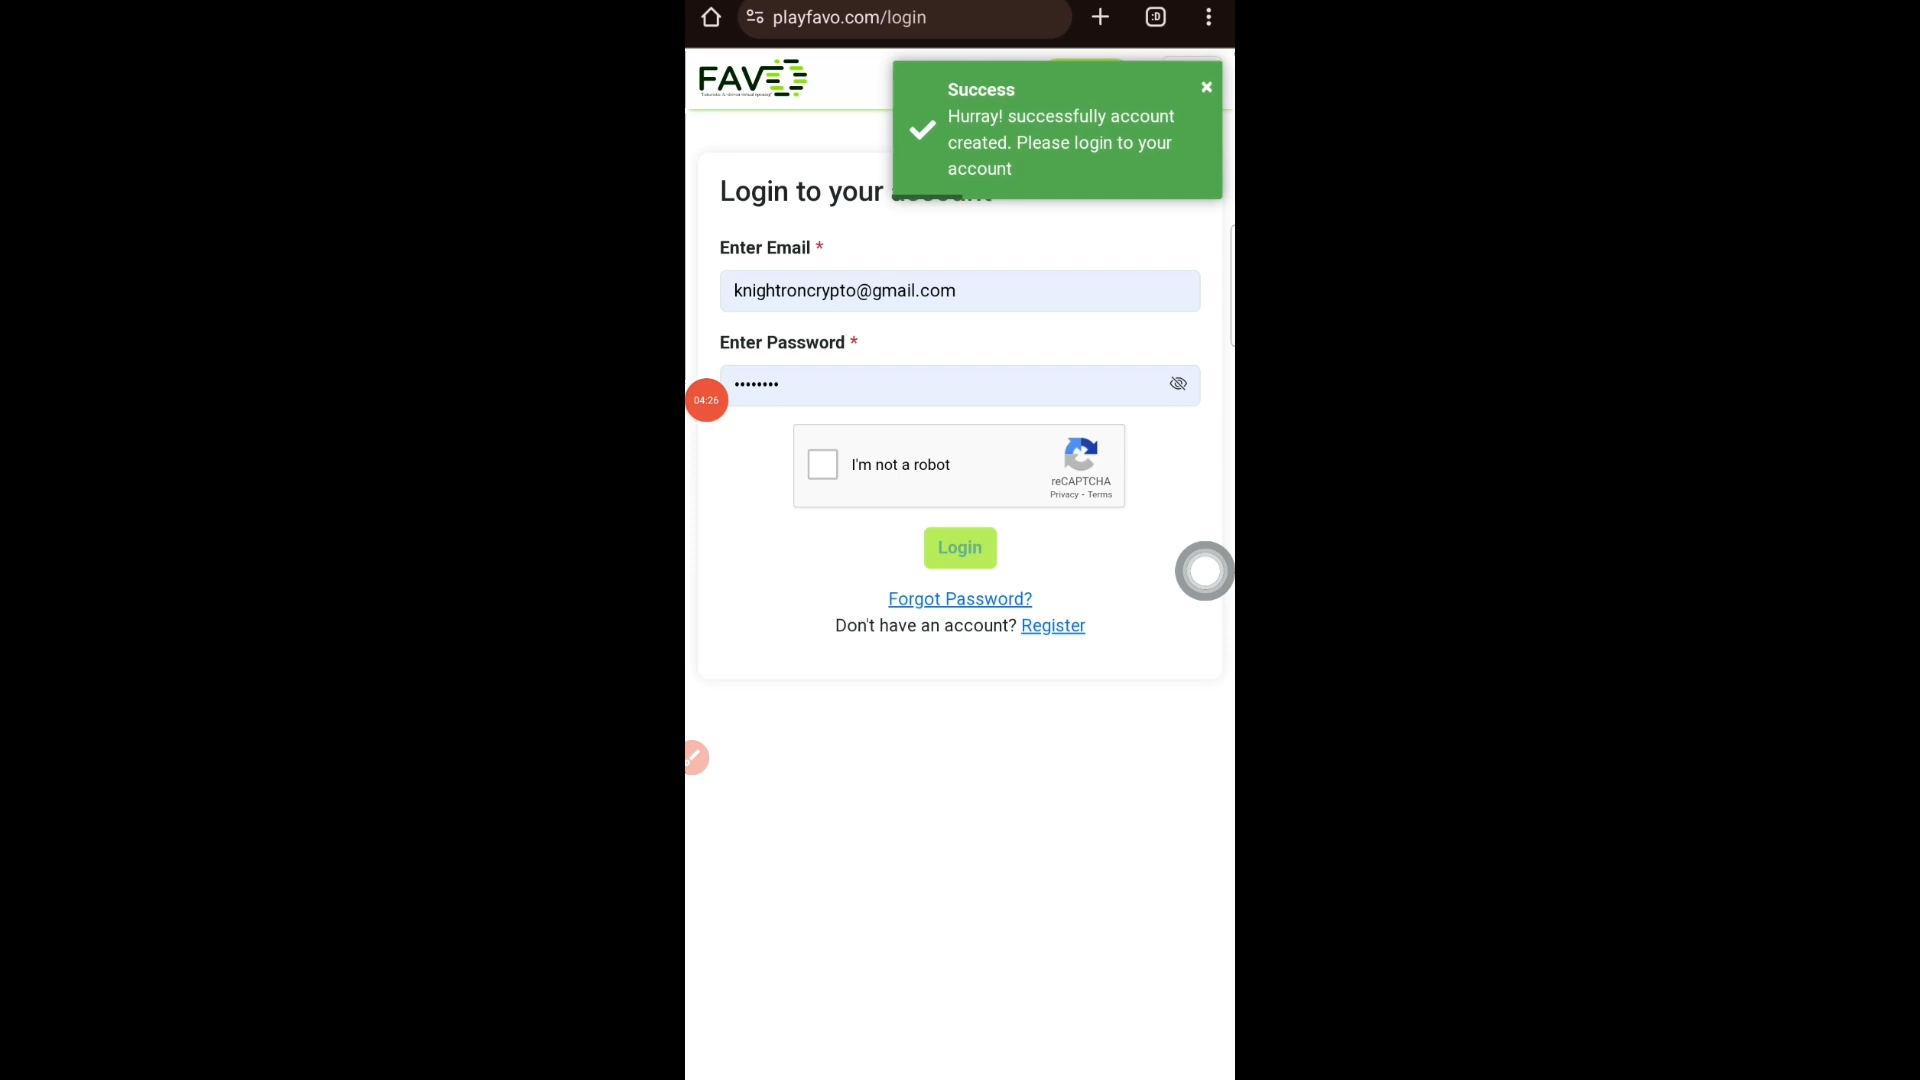 playfavo.com/login
:D
FAVO
Success
×
Hurray! successfully account
created. Please login to your
account
Login to your
Enter Email *
knightroncrypto@gmail.com
Enter Password *
••••••••
04:26
I'm not a robot
reCAPTCHA
Privacy - Terms
Login
Forgot Password?
Don't have an account? Register